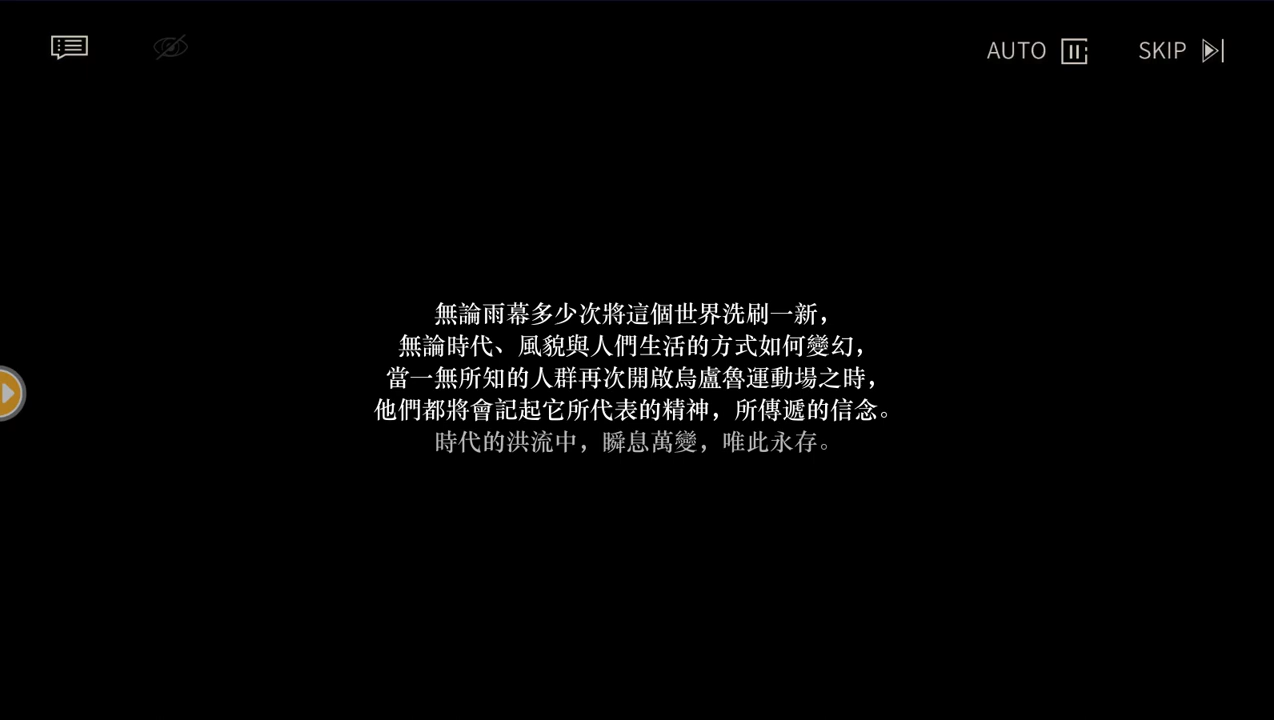 AUTO
SKIP
無論雨幕多少次將這個世界洗刷一新，
無論時代、風貌與人們生活的方式如何變幻，
當一無所知的人群再次開啟烏盧魯運動場之時，
他們都將會記起它所代表的精神，所傳遞的信念。
時代的洪流中，瞬息萬變，唯此永存。